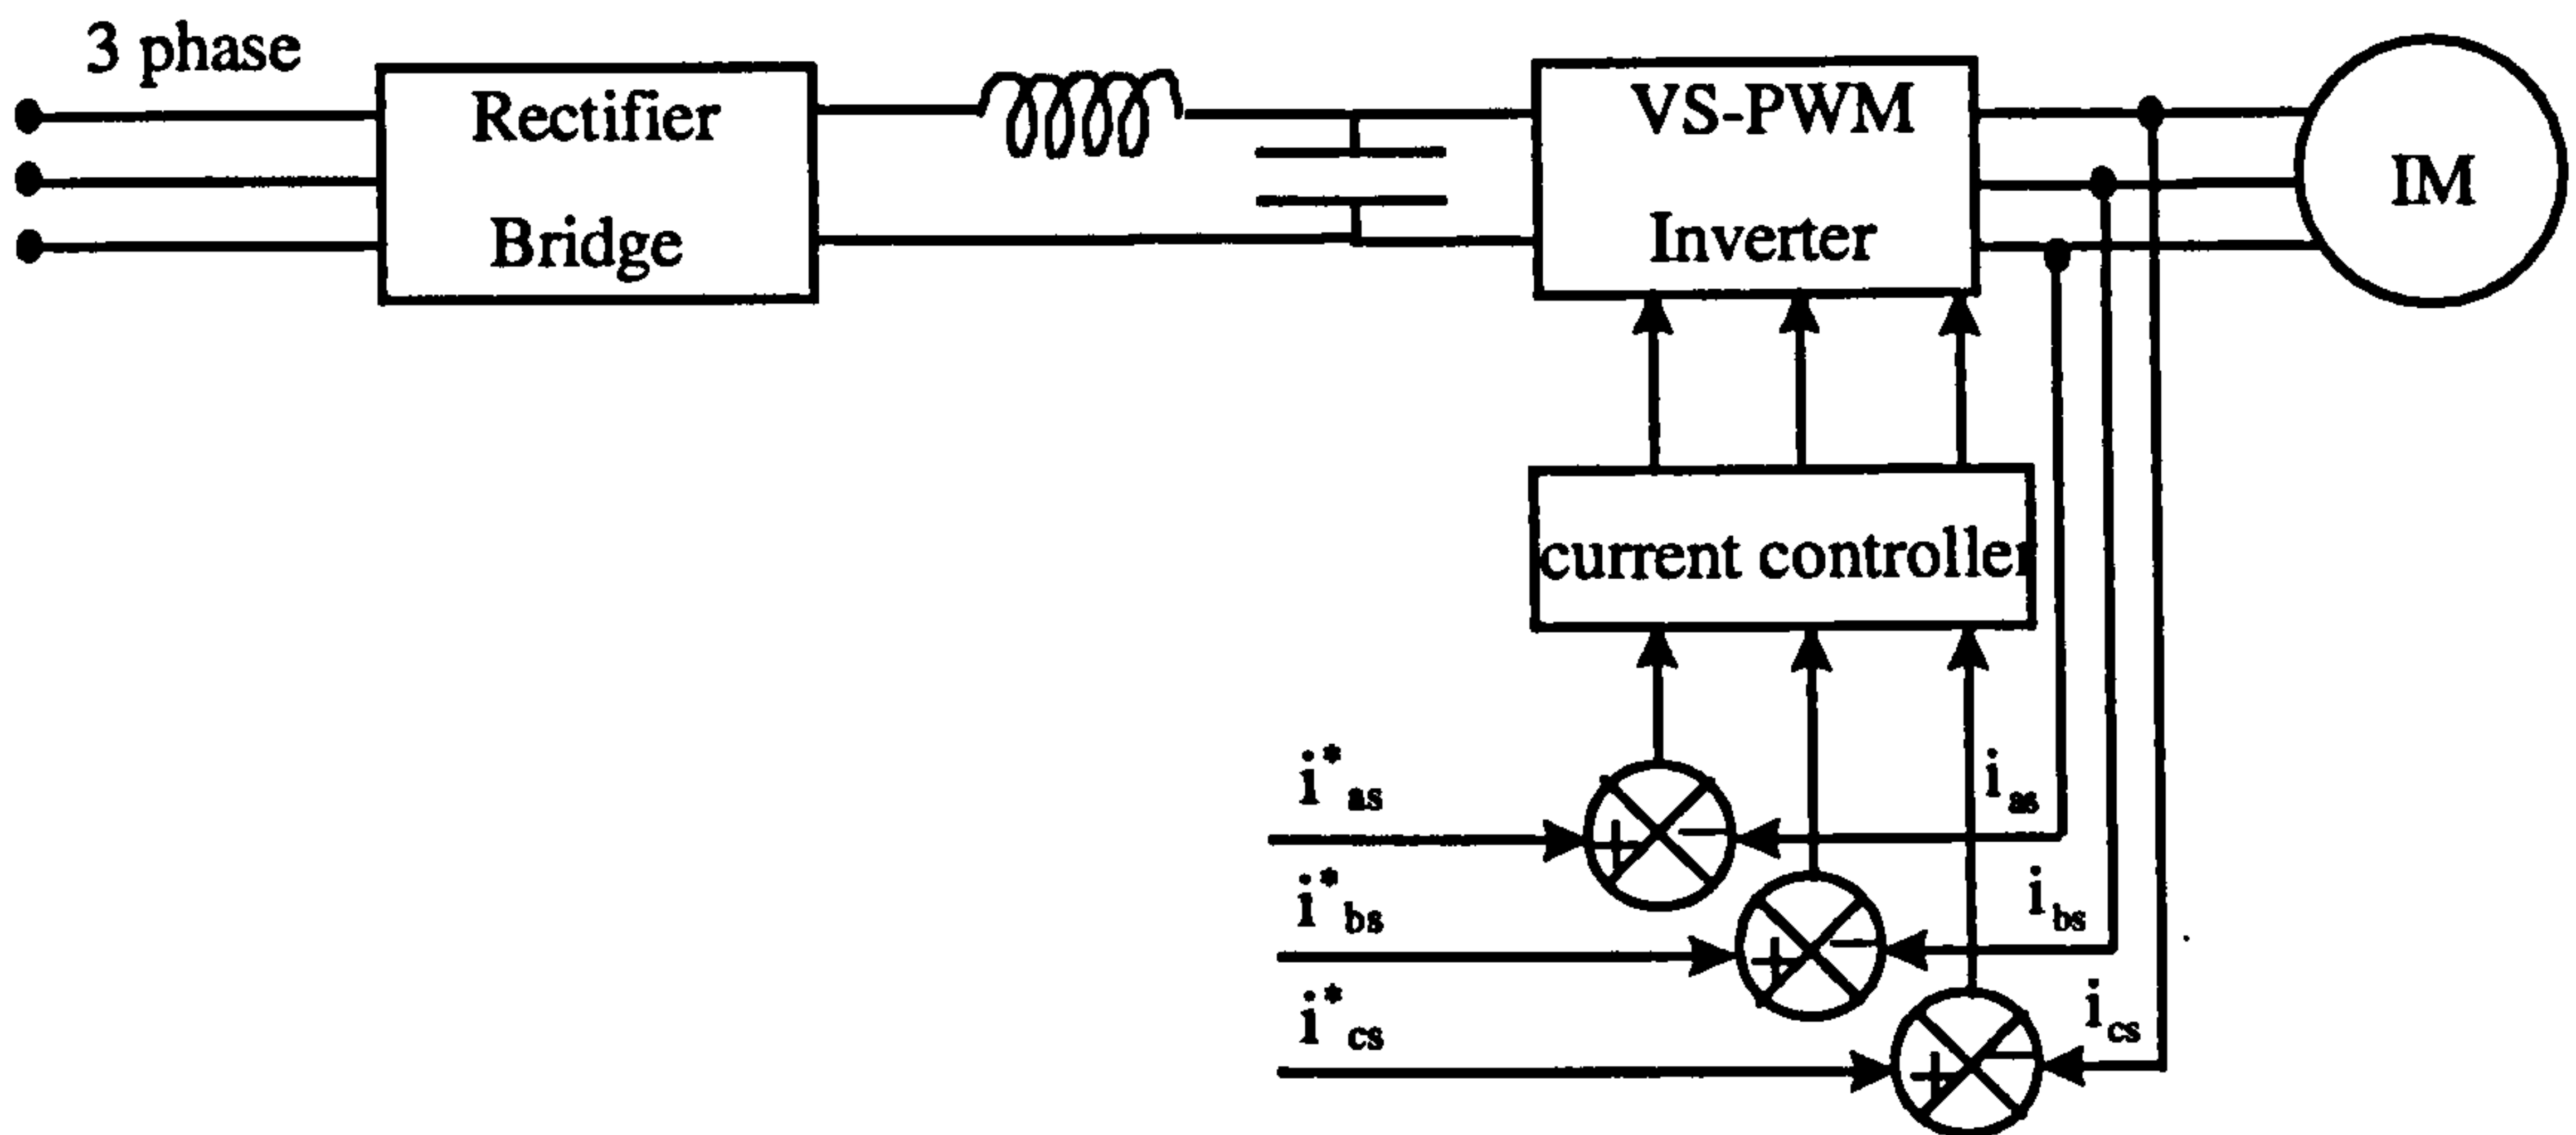 3 phase
Rectifier
Bridge
VS-PWM
Inverter
IM
current controller
i*as
ias
+
−
i*bs
ibs
+
−
i*cs
ics
+
−